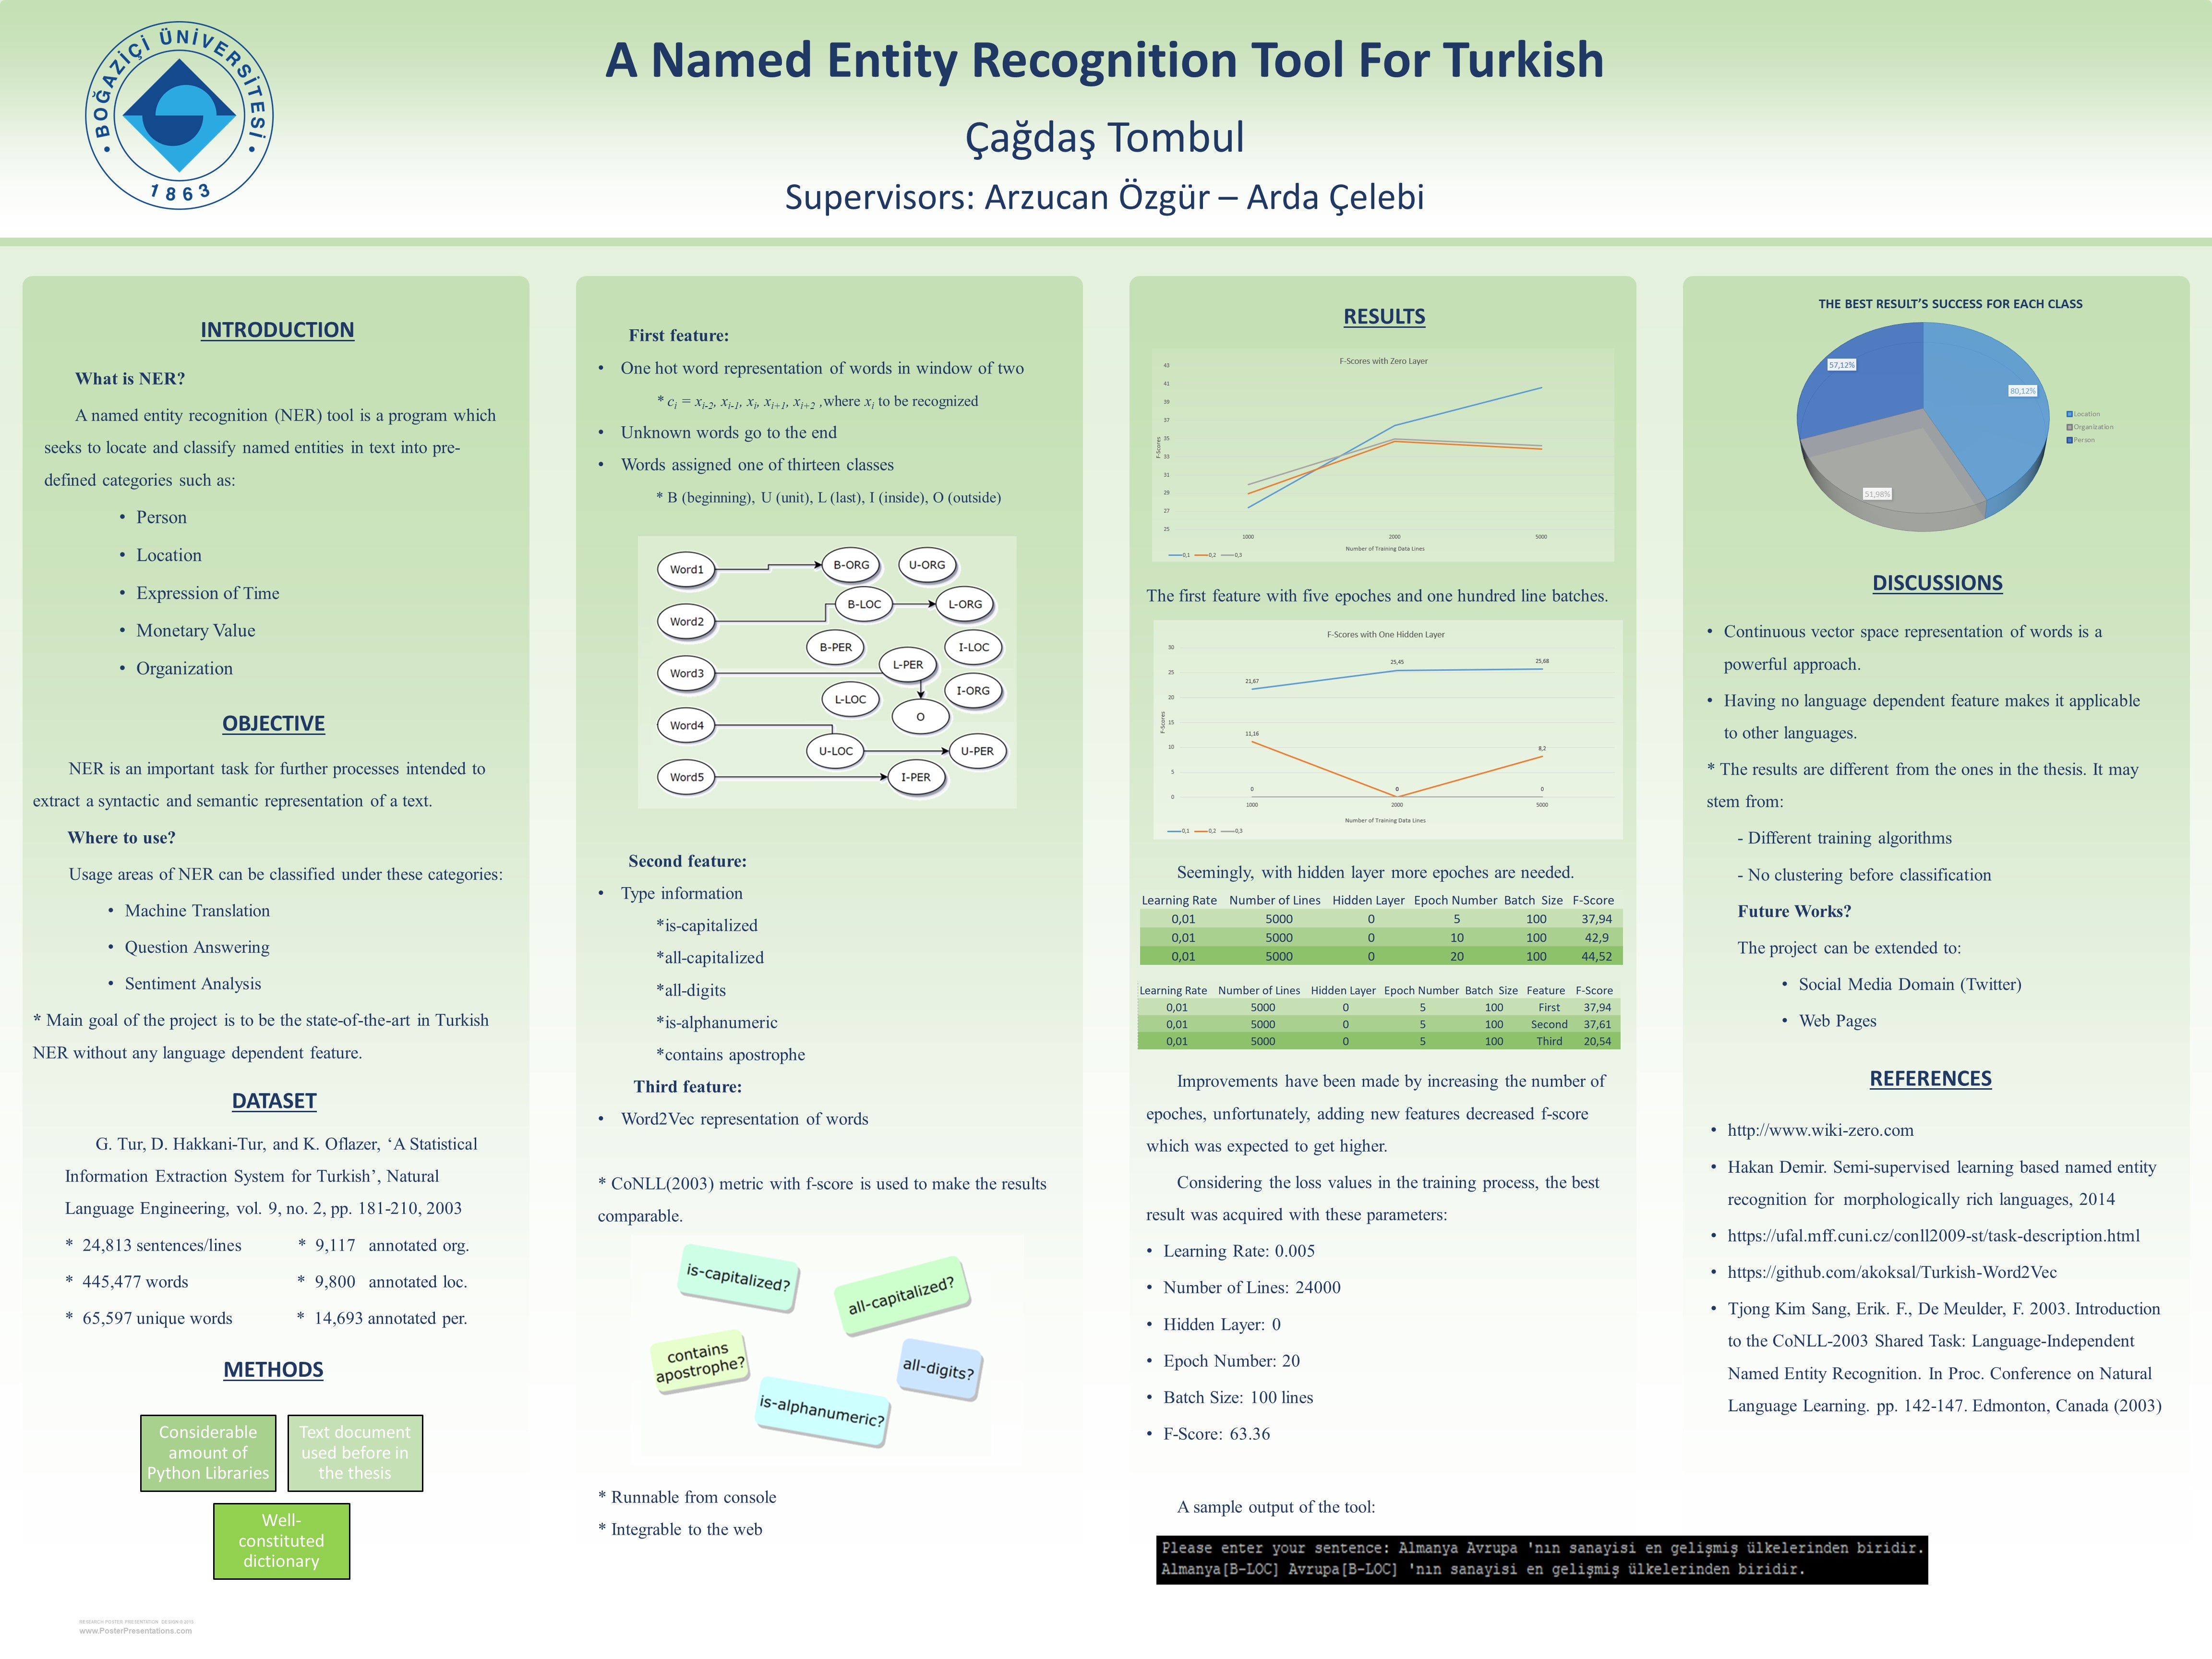 BOĞAZİÇİ ÜNİVERSİTESİ
1863
A Named Entity Recognition Tool For Turkish
Çağdaş Tombul
Supervisors: Arzucan Özgür – Arda Çelebi
INTRODUCTION
What is NER?
A named entity recognition (NER) tool is a program which
seeks to locate and classify named entities in text into pre-
defined categories such as:
• Person
• Location
• Expression of Time
• Monetary Value
• Organization
OBJECTIVE
NER is an important task for further processes intended to
extract a syntactic and semantic representation of a text.
Where to use?
Usage areas of NER can be classified under these categories:
• Machine Translation
• Question Answering
• Sentiment Analysis
* Main goal of the project is to be the state-of-the-art in Turkish
NER without any language dependent feature.
DATASET
G. Tur, D. Hakkani-Tur, and K. Oflazer, ‘A Statistical
Information Extraction System for Turkish’, Natural
Language Engineering, vol. 9, no. 2, pp. 181-210, 2003
* 24,813 sentences/lines * 9,117 annotated org.
* 445,477 words * 9,800 annotated loc.
* 65,597 unique words * 14,693 annotated per.
METHODS
Considerable
amount of
Python Libraries
Text document
used before in
the thesis
Well-
constituted
dictionary
RESEARCH POSTER PRESENTATION DESIGN © 2015
www.PosterPresentations.com
First feature:
• One hot word representation of words in window of two
* ci = xi-2, xi-1, xi, xi+1, xi+2 ,where xi to be recognized
• Unknown words go to the end
• Words assigned one of thirteen classes
* B (beginning), U (unit), L (last), I (inside), O (outside)
Word1
B-ORG
U-ORG
B-LOC
L-ORG
Word2
B-PER
I-LOC
L-PER
Word3
I-ORG
L-LOC
O
Word4
U-LOC
U-PER
Word5
I-PER
Second feature:
• Type information
*is-capitalized
*all-capitalized
*all-digits
*is-alphanumeric
*contains apostrophe
Third feature:
• Word2Vec representation of words
* CoNLL(2003) metric with f-score is used to make the results
comparable.
is-capitalized?
all-capitalized?
contains
apostrophe?
all-digits?
is-alphanumeric?
* Runnable from console
* Integrable to the web
RESULTS
F-Scores with Zero Layer
43
41
39
37
35
33
31
29
27
25
F-Scores
1000 2000 5000
Number of Training Data Lines
0,1 0,2 0,3
The first feature with five epoches and one hundred line batches.
F-Scores with One Hidden Layer
30
25
20
15
10
5
0
F-Scores
21,67 25,45 25,68
11,16 0 8,2
0 0 0
1000 2000 5000
Number of Training Data Lines
0,1 0,2 0,3
Seemingly, with hidden layer more epoches are needed.
Learning Rate Number of Lines Hidden Layer Epoch Number Batch Size F-Score
0,01 5000 0 5 100 37,94
0,01 5000 0 10 100 42,9
0,01 5000 0 20 100 44,52
Learning Rate Number of Lines Hidden Layer Epoch Number Batch Size Feature F-Score
0,01 5000 0 5 100 First 37,94
0,01 5000 0 5 100 Second 37,61
0,01 5000 0 5 100 Third 20,54
Improvements have been made by increasing the number of
epoches, unfortunately, adding new features decreased f-score
which was expected to get higher.
Considering the loss values in the training process, the best
result was acquired with these parameters:
• Learning Rate: 0.005
• Number of Lines: 24000
• Hidden Layer: 0
• Epoch Number: 20
• Batch Size: 100 lines
• F-Score: 63.36
A sample output of the tool:
Please enter your sentence: Almanya Avrupa 'nın sanayisi en gelişmiş ülkelerinden biridir.
Almanya[B-LOC] Avrupa[B-LOC] 'nın sanayisi en gelişmiş ülkelerinden biridir.
THE BEST RESULT’S SUCCESS FOR EACH CLASS
57,12%
80,12%
51,98%
Location
Organization
Person
DISCUSSIONS
• Continuous vector space representation of words is a
powerful approach.
• Having no language dependent feature makes it applicable
to other languages.
* The results are different from the ones in the thesis. It may
stem from:
- Different training algorithms
- No clustering before classification
Future Works?
The project can be extended to:
• Social Media Domain (Twitter)
• Web Pages
REFERENCES
• http://www.wiki-zero.com
• Hakan Demir. Semi-supervised learning based named entity
recognition for morphologically rich languages, 2014
• https://ufal.mff.cuni.cz/conll2009-st/task-description.html
• https://github.com/akoksal/Turkish-Word2Vec
• Tjong Kim Sang, Erik. F., De Meulder, F. 2003. Introduction
to the CoNLL-2003 Shared Task: Language-Independent
Named Entity Recognition. In Proc. Conference on Natural
Language Learning. pp. 142-147. Edmonton, Canada (2003)